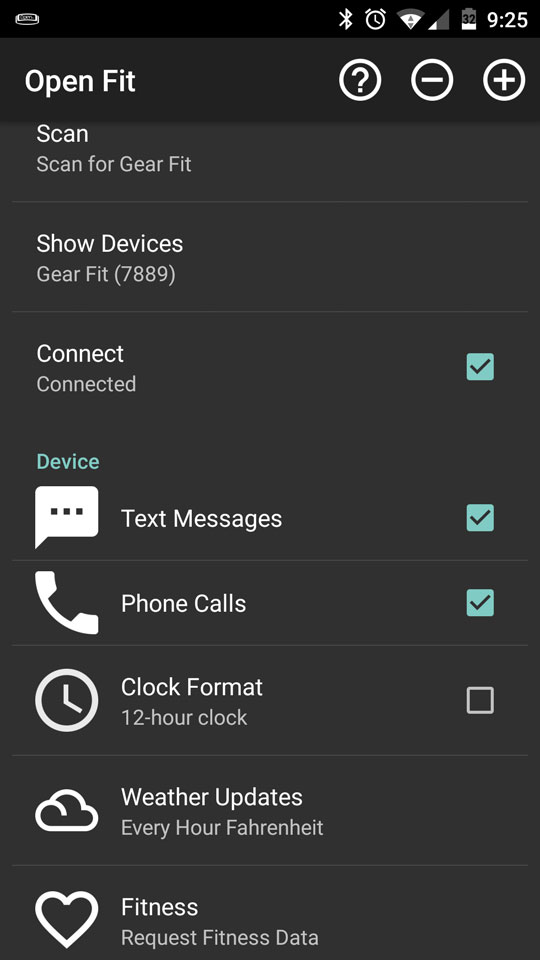 32 9:25
Open Fit
Scan
Scan for Gear Fit
Show Devices
Gear Fit (7889)
Connect
Connected
Device
Text Messages
Phone Calls
Clock Format
12-hour clock
Weather Updates
Every Hour Fahrenheit
Fitness
Request Fitness Data